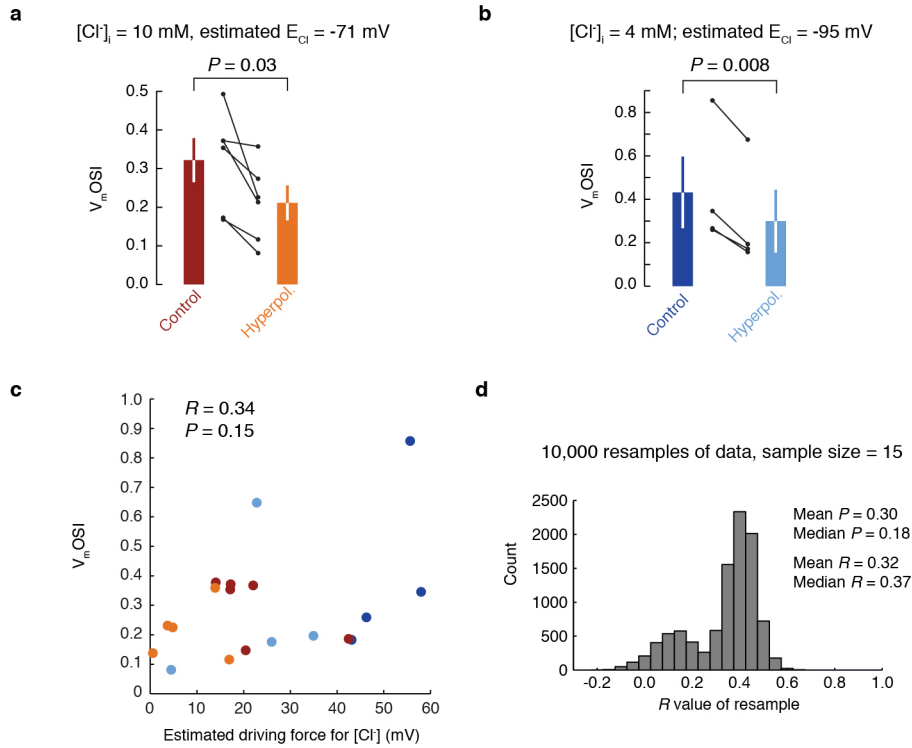 a
[Cl-]i = 10 mM, estimated ECl = -71 mV
P = 0.03
0.5
0.4
0.3
0.2
0.1
0.0
VmOSI
Control
Hyperpol.
b
[Cl-]i = 4 mM; estimated ECl = -95 mV
P = 0.008
0.8
0.6
0.4
0.2
0.0
VmOSI
Control
Hyperpol.
c
R = 0.34
P = 0.15
1.0
0.9
0.8
0.7
0.6
0.5
0.4
0.3
0.2
0.1
0
VmOSI
0 10 20 30 40 50 60
Estimated driving force for [Cl-] (mV)
d
10,000 resamples of data, sample size = 15
Mean P = 0.30
Median P = 0.18
Mean R = 0.32
Median R = 0.37
2500
2000
1500
1000
500
0
Count
-0.2 0.0 0.2 0.4 0.6 0.8 1.0
R value of resample